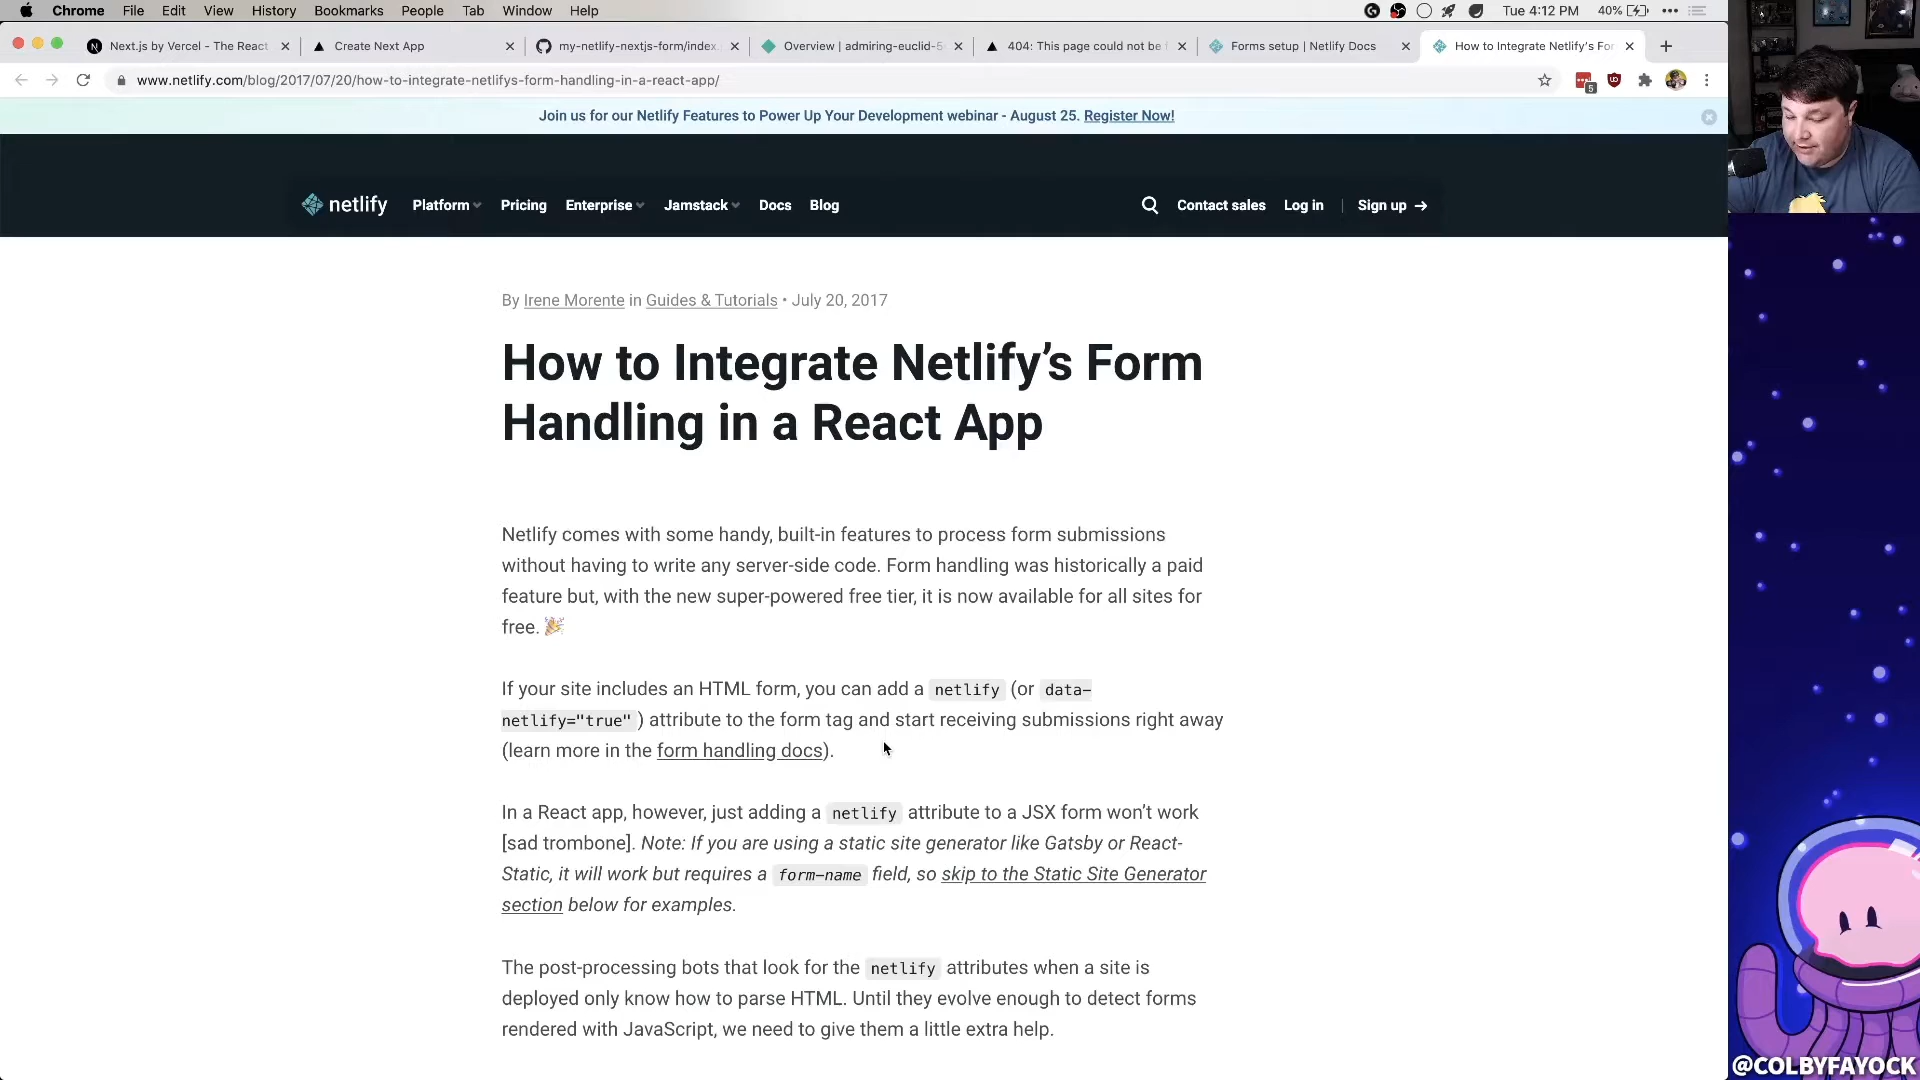 Chrome File Edit View History Bookmarks People Tab Window Help Tue 4:12 PM 40%
Next.js by Vercel - The React
Create Next App
my-netlify-nextjs-form/index.
Overview | admiring-euclid-5
404: This page could not be f
Forms setup | Netlify Docs
How to Integrate Netlify's For
www.netlify.com/blog/2017/07/20/how-to-integrate-netlifys-form-handling-in-a-react-app/
5
Join us for our Netlify Features to Power Up Your Development webinar - August 25. Register Now!
netlify Platform Pricing Enterprise Jamstack Docs Blog Contact sales Log in | Sign up →
By Irene Morente in Guides & Tutorials • July 20, 2017
How to Integrate Netlify’s Form
Handling in a React App
Netlify comes with some handy, built-in features to process form submissions
without having to write any server-side code. Form handling was historically a paid
feature but, with the new super-powered free tier, it is now available for all sites for
free. 🎉
If your site includes an HTML form, you can add a netlify (or data-
netlify="true") attribute to the form tag and start receiving submissions right away
(learn more in the form handling docs).
In a React app, however, just adding a netlify attribute to a JSX form won’t work
[sad trombone]. Note: If you are using a static site generator like Gatsby or React-
Static, it will work but requires a form-name field, so skip to the Static Site Generator
section below for examples.
The post-processing bots that look for the netlify attributes when a site is
deployed only know how to parse HTML. Until they evolve enough to detect forms
rendered with JavaScript, we need to give them a little extra help.
@COLBYFAYOCK